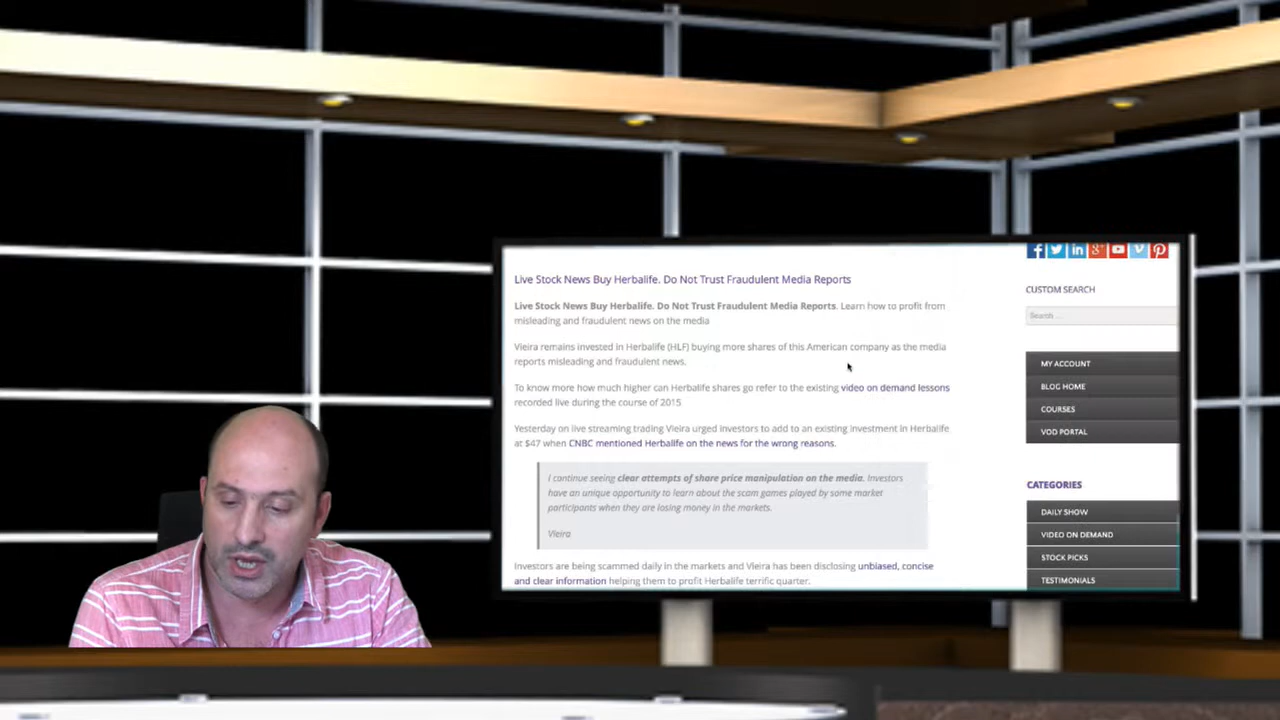 Live Stock News Buy Herbalife. Do Not Trust Fraudulent Media Reports
Live Stock News Buy Herbalife. Do Not Trust Fraudulent Media Reports. Learn how to profit from
misleading and fraudulent news on the media
Vieira remains invested in Herbalife (HLF) buying more shares of this American company as the media
reports misleading and fraudulent news.
To know more how much higher can Herbalife shares go refer to the existing video on demand lessons
recorded live during the course of 2015
Yesterday on live streaming trading Vieira urged investors to add to an existing investment in Herbalife
at $47 when CNBC mentioned Herbalife on the news for the wrong reasons.
I continue seeing clear attempts of share price manipulation on the media. Investors
have an unique opportunity to learn about the scam games played by some market
participants when they are losing money in the markets.
Vieira
Investors are being scammed daily in the markets and Vieira has been disclosing unbiased, concise
and clear information helping them to profit Herbalife terrific quarter.
CUSTOM SEARCH
Search ...
MY ACCOUNT
BLOG HOME
COURSES
VOD PORTAL
CATEGORIES
DAILY SHOW
VIDEO ON DEMAND
STOCK PICKS
TESTIMONIALS